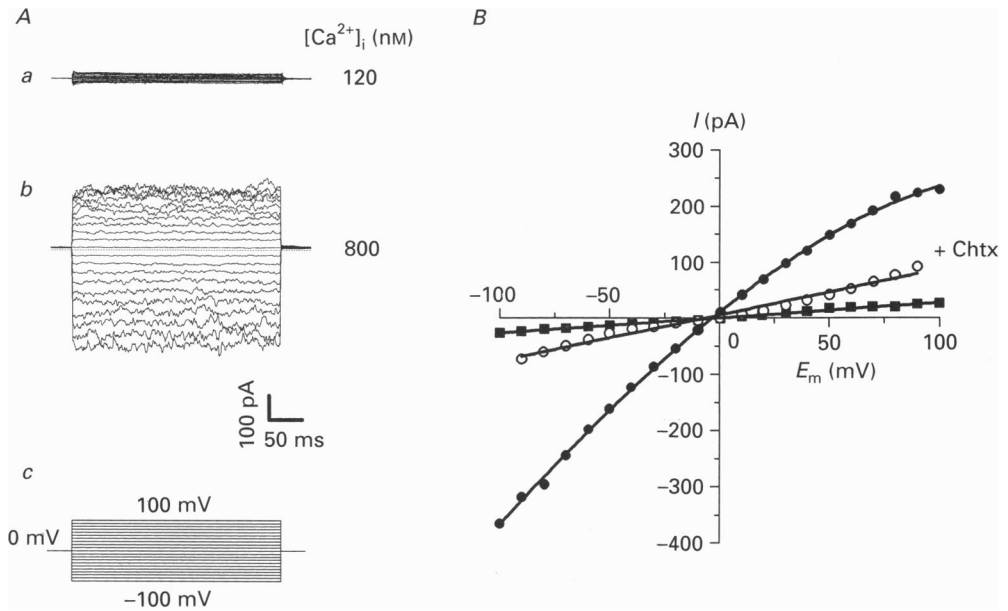 A
[Ca²⁺]ᵢ (nM)
a
120
b
800
100 pA
50 ms
c
100 mV
0 mV
−100 mV
B
I (pA)
300
200
100
+ Chtx
−100
−50
0
50
100
Eₘ (mV)
−100
−200
−300
−400